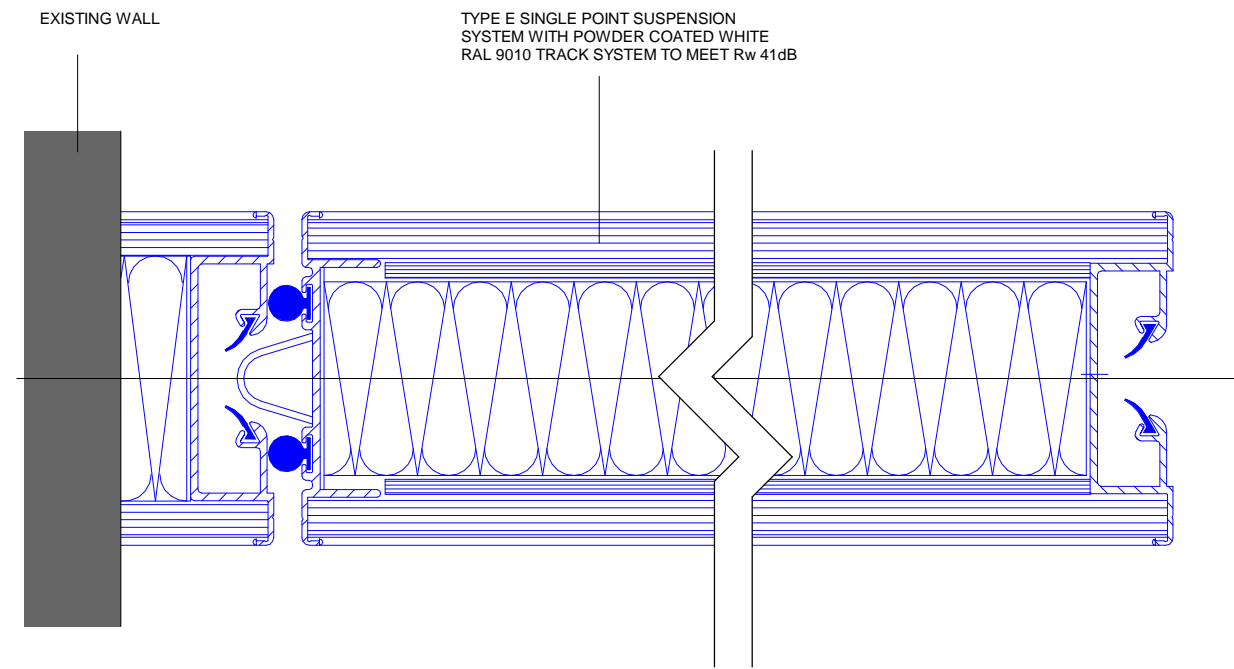 EXISTING WALL
TYPE E SINGLE POINT SUSPENSION
SYSTEM WITH POWDER COATED WHITE
RAL 9010 TRACK SYSTEM TO MEET Rw 41dB